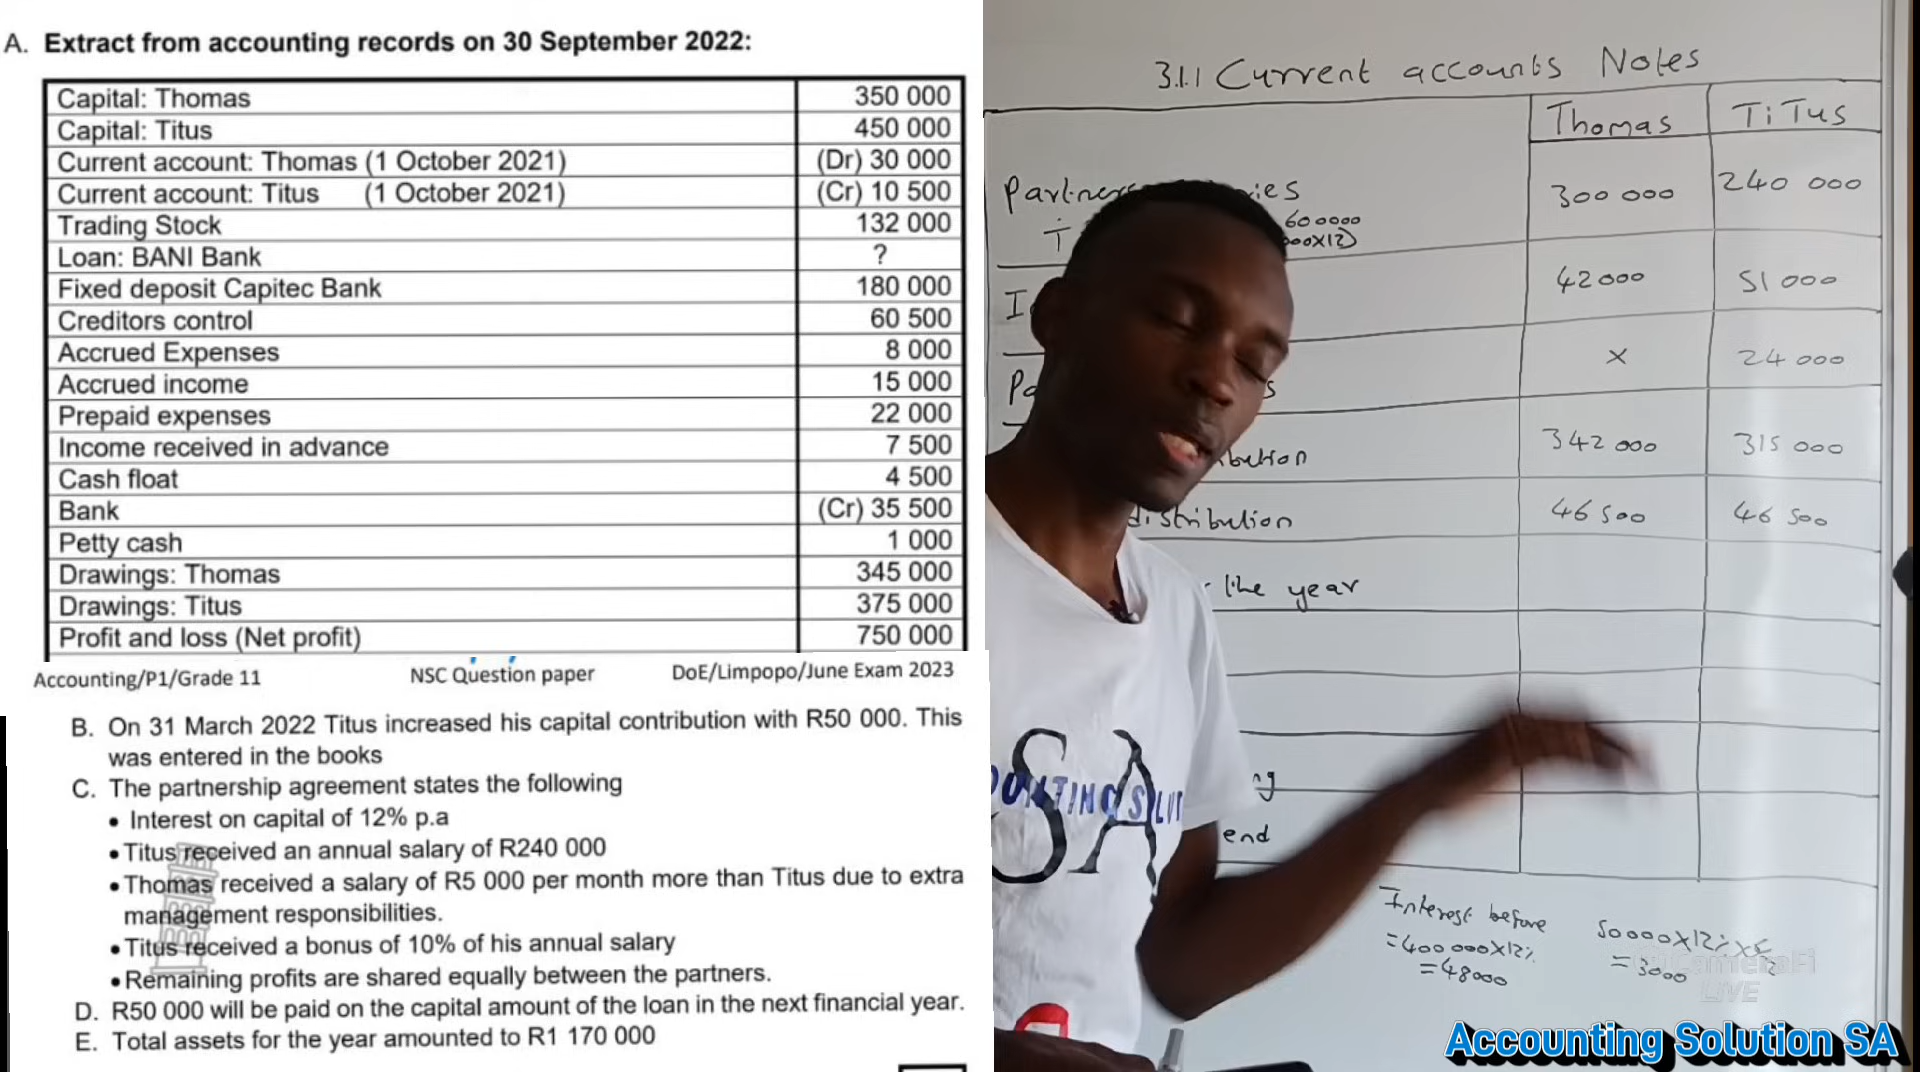 A. Extract from accounting records on 30 September 2022:
Capital: Thomas 350 000
Capital: Titus 450 000
Current account: Thomas (1 October 2021) (Dr) 30 000
Current account: Titus (1 October 2021) (Cr) 10 500
Trading Stock 132 000
Loan: BANI Bank ?
Fixed deposit Capitec Bank 180 000
Creditors control 60 500
Accrued Expenses 8 000
Accrued income 15 000
Prepaid expenses 22 000
Income received in advance 7 500
Cash float 4 500
Bank (Cr) 35 500
Petty cash 1 000
Drawings: Thomas 345 000
Drawings: Titus 375 000
Profit and loss (Net profit) 750 000
Accounting/P1/Grade 11 NSC Question paper DoE/Limpopo/June Exam 2023
B. On 31 March 2022 Titus increased his capital contribution with R50 000. This
was entered in the books
C. The partnership agreement states the following
• Interest on capital of 12% p.a
• Titus received an annual salary of R240 000
• Thomas received a salary of R5 000 per month more than Titus due to extra
management responsibilities.
• Titus received a bonus of 10% of his annual salary
• Remaining profits are shared equally between the partners.
D. R50 000 will be paid on the capital amount of the loan in the next financial year.
E. Total assets for the year amounted to R1 170 000
3.1.1 Current accounts Notes
Thomas TiTus
300 000 240 000
42 000 51 000
x 24 000
342 000 315 000
distribution 46 500 46 500
the year
end
Interest before
= 400 000 x 12%
= 48000
50000 x 12% x
= 3000
CameraFi
LIVE
Accounting Solution SA